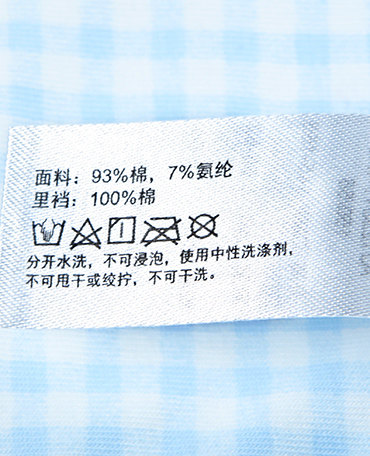 面料：93%棉，7%氨纶
里裆：100%棉
分开水洗，不可浸泡，使用中性洗涤剂，
不可甩干或绞拧，不可干洗。